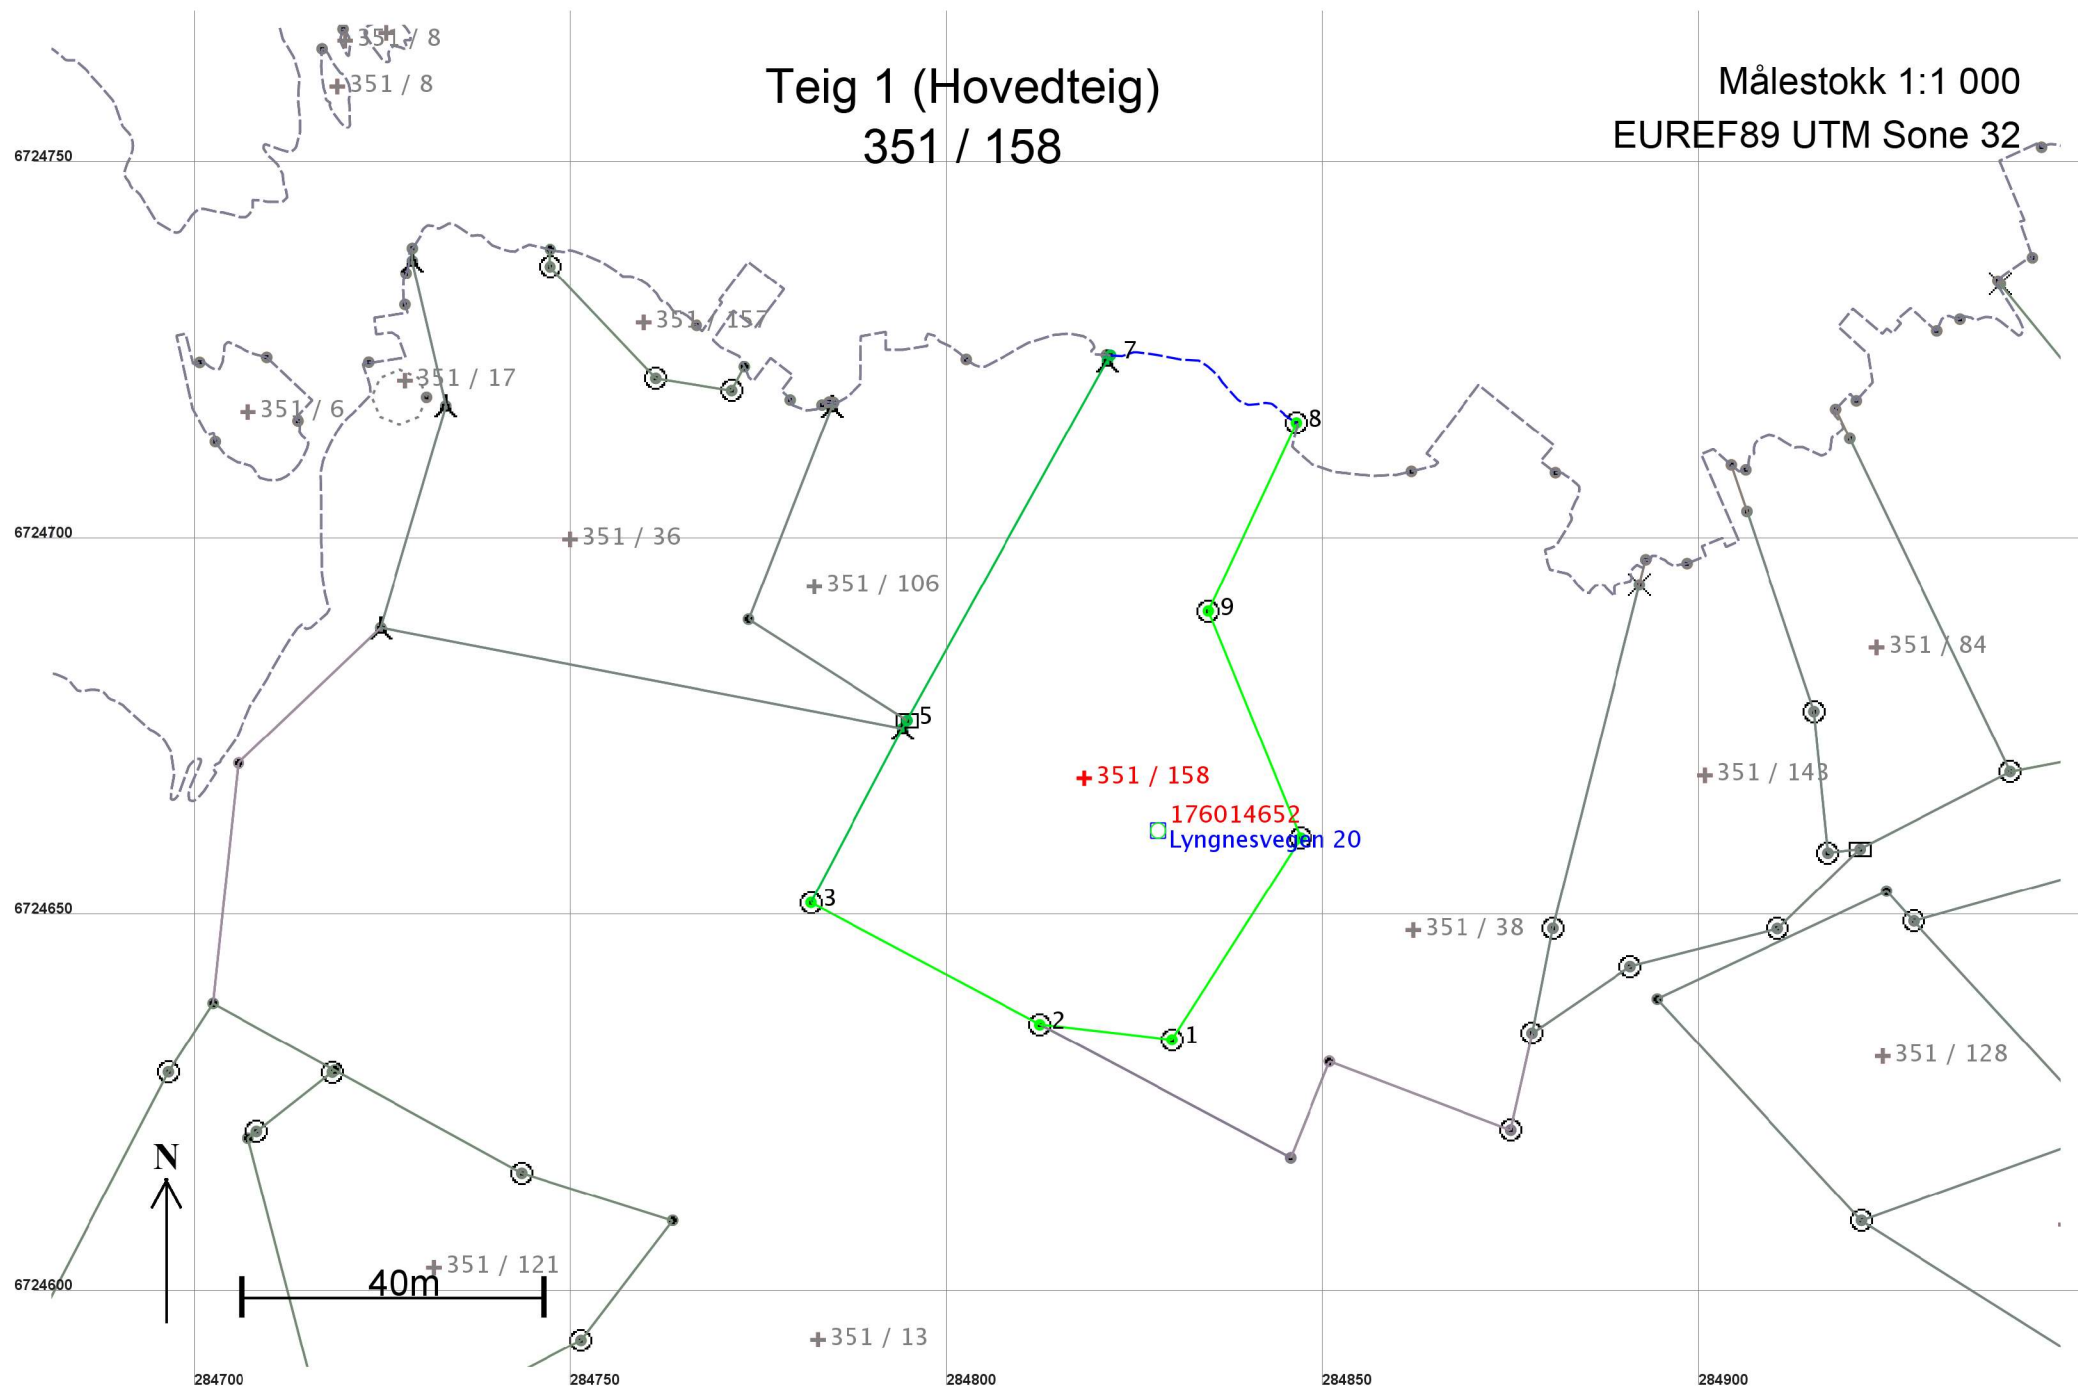 351 / 8
351 / 8
Teig 1 (Hovedteig)
351 / 158
Målestokk 1:1 000
EUREF89 UTM Sone 32
6724750
351 / 157
7
351 / 17
351 / 6
8
6724700
351 / 36
351 / 106
9
351 / 84
5
351 / 158
351 / 143
176014652
Lyngnesvegen 20
3
6724650
351 / 38
2
1
351 / 128
N
351 / 121
6724600
40m
351 / 13
284700
284750
284800
284850
284900